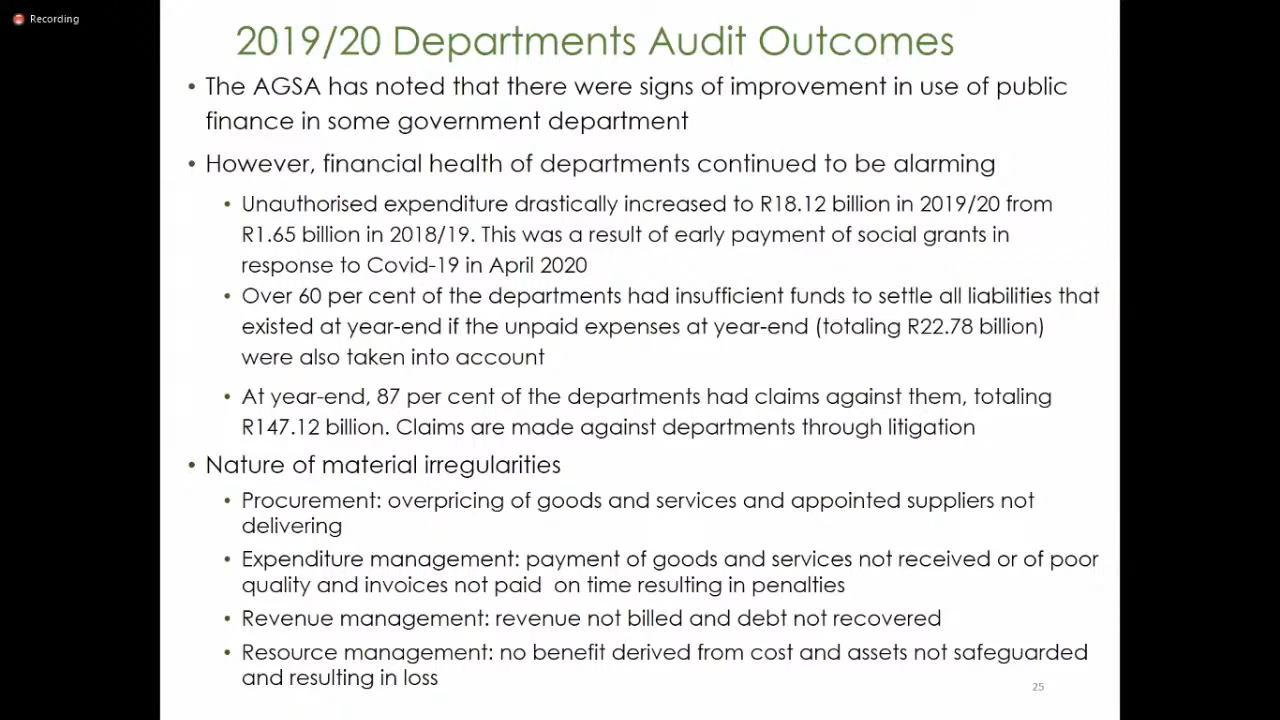 Recording
2019/20 Departments Audit Outcomes
• The AGSA has noted that there were signs of improvement in use of public
finance in some government department
• However, financial health of departments continued to be alarming
• Unauthorised expenditure drastically increased to R18.12 billion in 2019/20 from
R1.65 billion in 2018/19. This was a result of early payment of social grants in
response to Covid-19 in April 2020
• Over 60 per cent of the departments had insufficient funds to settle all liabilities that
existed at year-end if the unpaid expenses at year-end (totaling R22.78 billion)
were also taken into account
• At year-end, 87 per cent of the departments had claims against them, totaling
R147.12 billion. Claims are made against departments through litigation
• Nature of material irregularities
• Procurement: overpricing of goods and services and appointed suppliers not
delivering
• Expenditure management: payment of goods and services not received or of poor
quality and invoices not paid  on time resulting in penalties
• Revenue management: revenue not billed and debt not recovered
• Resource management: no benefit derived from cost and assets not safeguarded
and resulting in loss
25